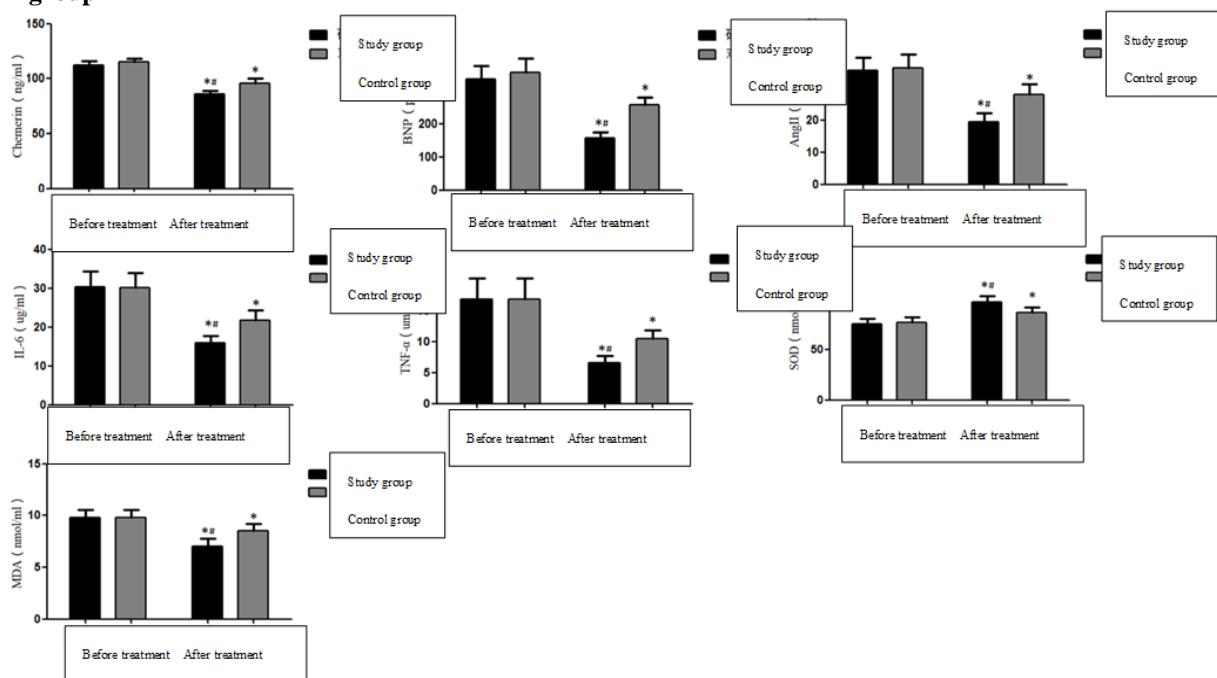 group
150
100
50
0
Chemerin ( ng/ml )
*#
*
Study group
Control group
Before treatment After treatment
200
100
0
BNP (
*#
*
Study group
Control group
Before treatment After treatment
20
0
AngII (
*#
*
Study group
Control group
Before treatment After treatment
40
30
20
10
0
IL-6 ( ug/ml )
*#
*
Study group
Control group
Before treatment After treatment
10
5
0
TNF-α ( um
*#
*
Study group
Control group
Before treatment After treatment
50
0
SOD ( nmo
*#
*
Study group
Control group
Before treatment After treatment
15
10
5
0
MDA ( nmol/ml )
*#
*
Study group
Control group
Before treatment After treatment